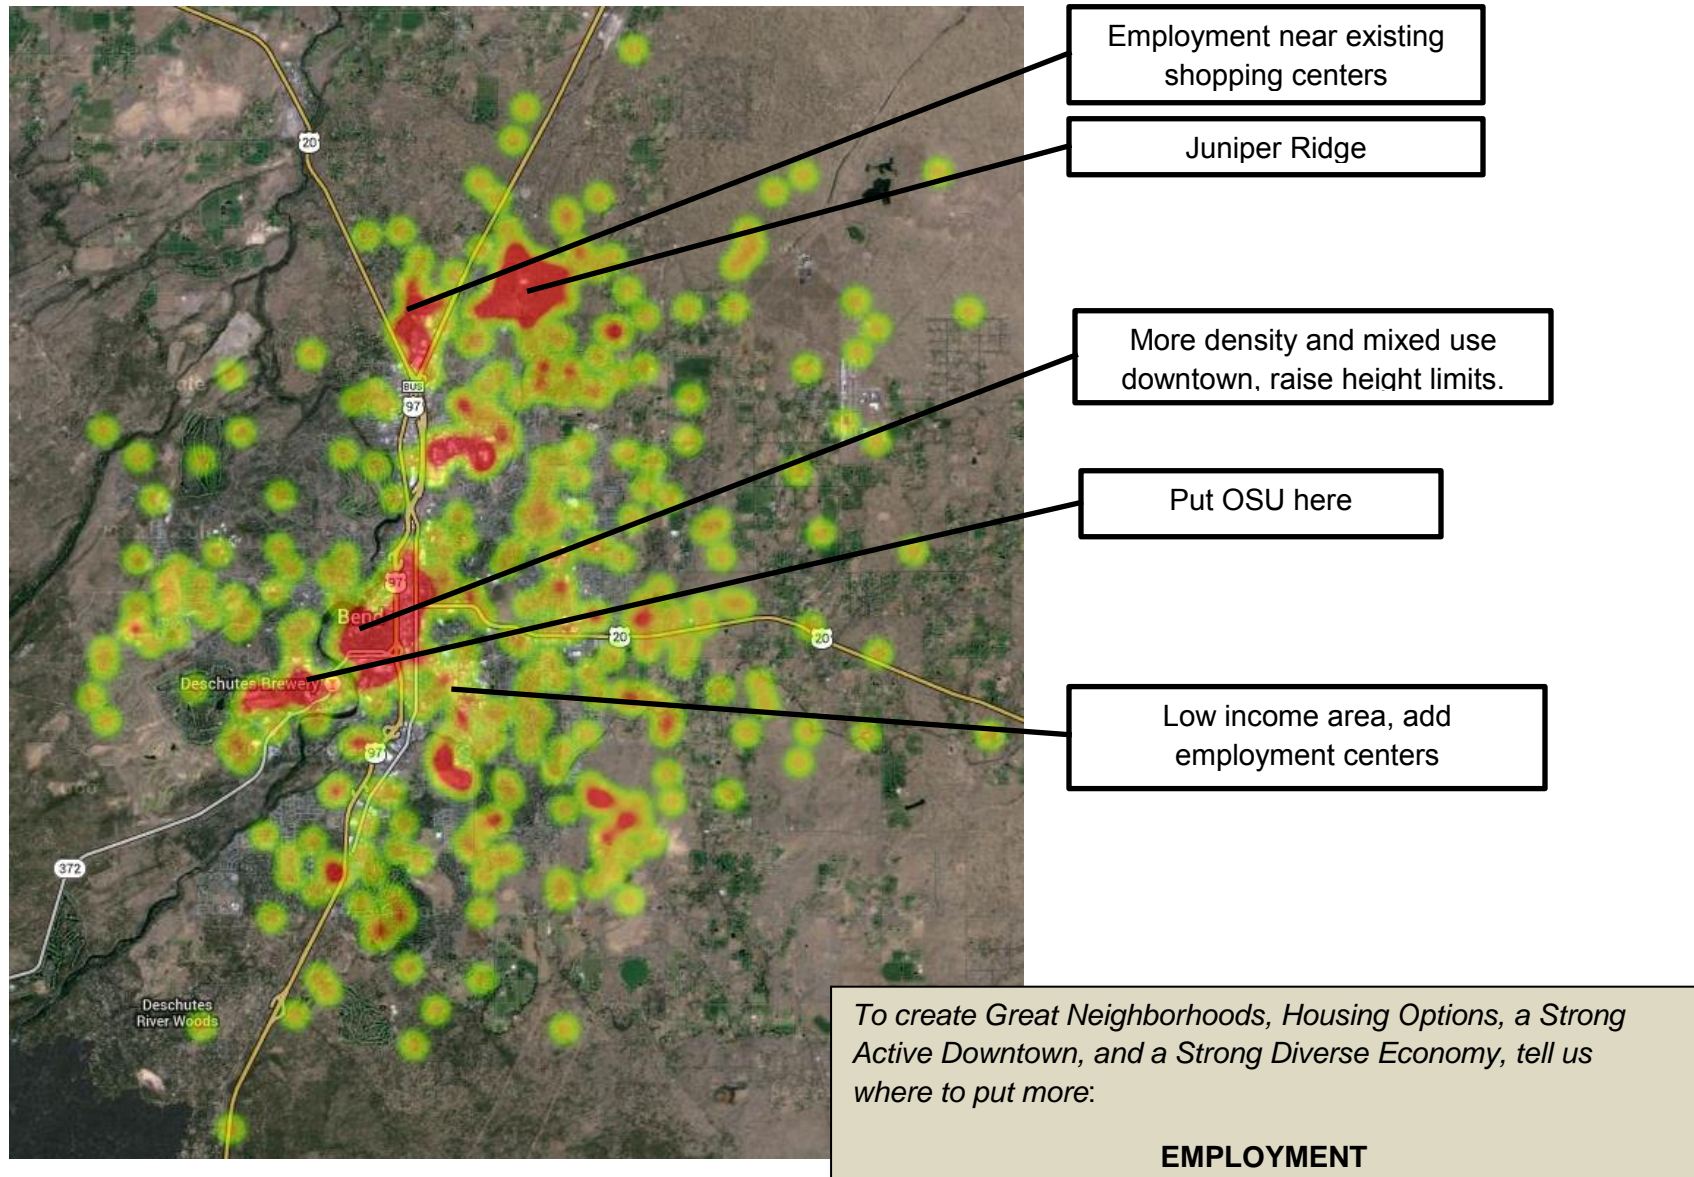 Employment near existing
shopping centers
Juniper Ridge
More density and mixed use
downtown, raise height limits.
Put OSU here
Low income area, add
employment centers
20
BUS
97
97
Bend
20
20
Deschutes Brewery
97
372
Deschutes
River Woods
To create Great Neighborhoods, Housing Options, a Strong
Active Downtown, and a Strong Diverse Economy, tell us
where to put more:
EMPLOYMENT